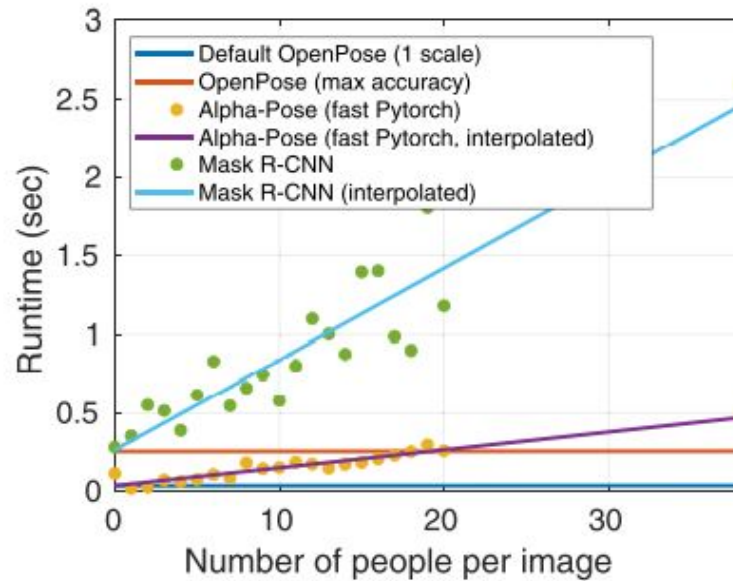 3
2.5
2
1.5
1
0.5
0
Runtime (sec)
Default OpenPose (1 scale)
OpenPose (max accuracy)
Alpha-Pose (fast Pytorch)
Alpha-Pose (fast Pytorch, interpolated)
Mask R-CNN
Mask R-CNN (interpolated)
0 10 20 30
Number of people per image